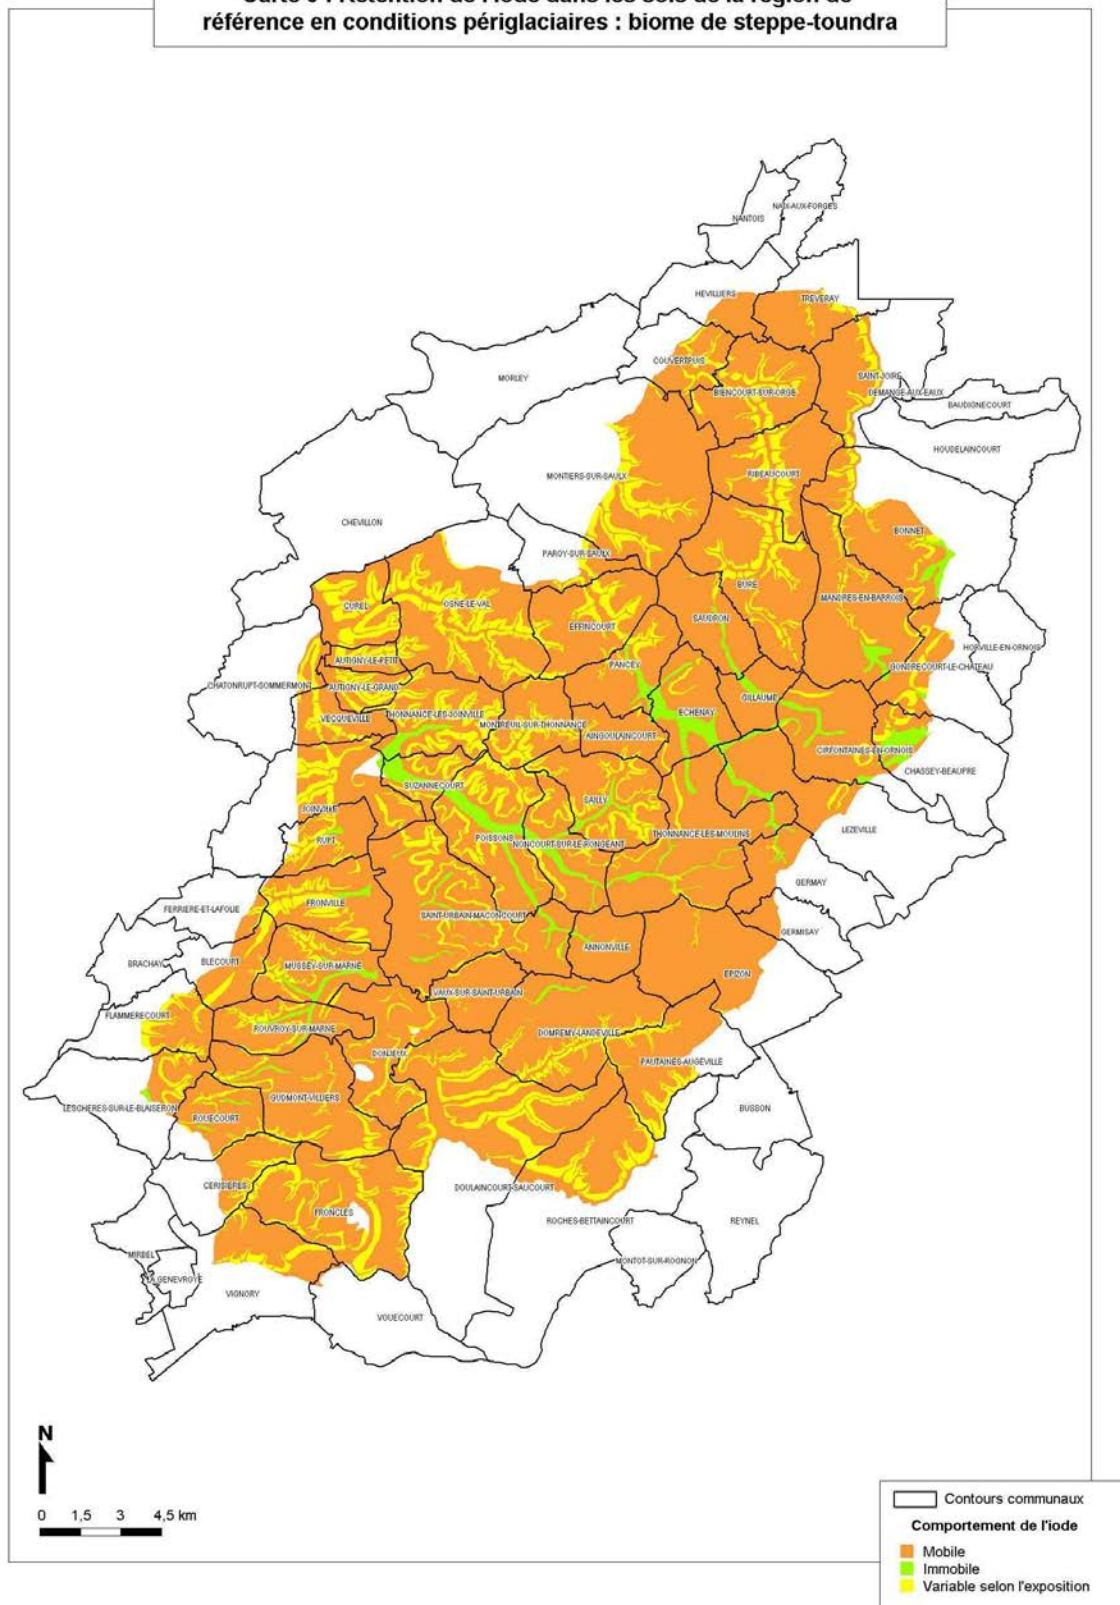 référence en conditions périglaciaires : biome de steppe-toundra
NAIX-AUX-FORGES
NANTOIS
HEVILLIERS
TREVERAY
COUVERTPUIS
MORLEY
SAINT-JOIRE
BIENCOURT-SUR-ORGE
DEMANGE-AUX-EAUX
BAUDIGNECOURT
HOUDELAINCOURT
MONTIERS-SUR-SAULX
RIBEAUCOURT
CHEVILLON
BONNET
PAROY-SUR-SAULX
BURE
MANDRES-EN-BARROIS
CUREL
OSNE-LE-VAL
EFFINCOURT
SAUDRON
HORVILLE-EN-ORNOIS
AUTIGNY-LE-PETIT
PANCEY
GONDRECOURT-LE-CHATEAU
CHATONRUPT-SOMMERMONT
AUTIGNY-LE-GRAND
GILLAUME
VECQUEVILLE
THONNANCE-LES-JOINVILLE
ECHENAY
MONTREUIL-SUR-THONNANCE
AINGOULAINCOURT
CIRFONTAINES-EN-ORNOIS
CHASSEY-BEAUPRE
SUZANNECOURT
SAILLY
JOINVILLE
LEZEVILLE
RUPT
POISSONS
NONCOURT-SUR-LE-RONGEANT
THONNANCE-LES-MOULINS
GERMAY
FERRIERE-ET-LAFOLIE
FRONVILLE
SAINT-URBAIN-MACONCOURT
GERMISAY
ANNONVILLE
BRACHAY
BLECOURT
MUSSEY-SUR-MARNE
EPIZON
VAUX-SUR-SAINT-URBAIN
FLAMMERECOURT
ROUVROY-SUR-MARNE
DOMREMY-LANDEVILLE
DONJEUX
PAUTAINES-AUGEVILLE
LESCHERES-SUR-LE-BLAISERON
GUDMONT-VILLIERS
BUSSON
ROUECOURT
CERISIERES
DOULAINCOURT-SAUCOURT
FRONCLES
ROCHES-BETTAINCOURT
REYNEL
MIRBEL
MONTOT-SUR-ROGNON
LA GENEVROYE
VIGNORY
VOUECOURT
N
0 1,5 3 4,5 km
Contours communaux
Comportement de l'iode
Mobile
Immobile
Variable selon l'exposition